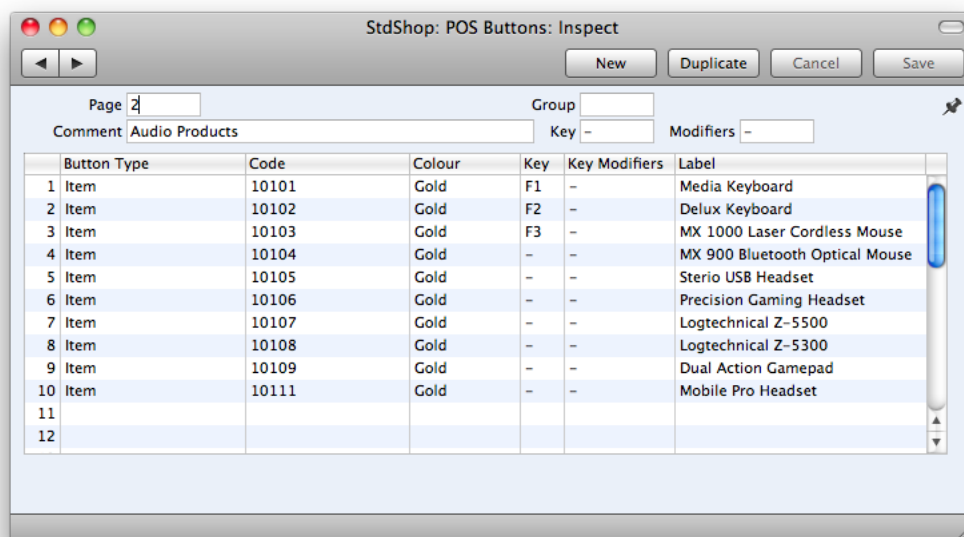 StdShop: POS Buttons: Inspect
New Duplicate Cancel Save
Page 2 Group
Comment Audio Products Key – Modifiers –
Button Type Code Colour Key Key Modifiers Label
1 Item 10101 Gold F1 – Media Keyboard
2 Item 10102 Gold F2 – Delux Keyboard
3 Item 10103 Gold F3 – MX 1000 Laser Cordless Mouse
4 Item 10104 Gold – – MX 900 Bluetooth Optical Mouse
5 Item 10105 Gold – – Sterio USB Headset
6 Item 10106 Gold – – Precision Gaming Headset
7 Item 10107 Gold – – Logtechnical Z-5500
8 Item 10108 Gold – – Logtechnical Z-5300
9 Item 10109 Gold – – Dual Action Gamepad
10 Item 10111 Gold – – Mobile Pro Headset
11
12